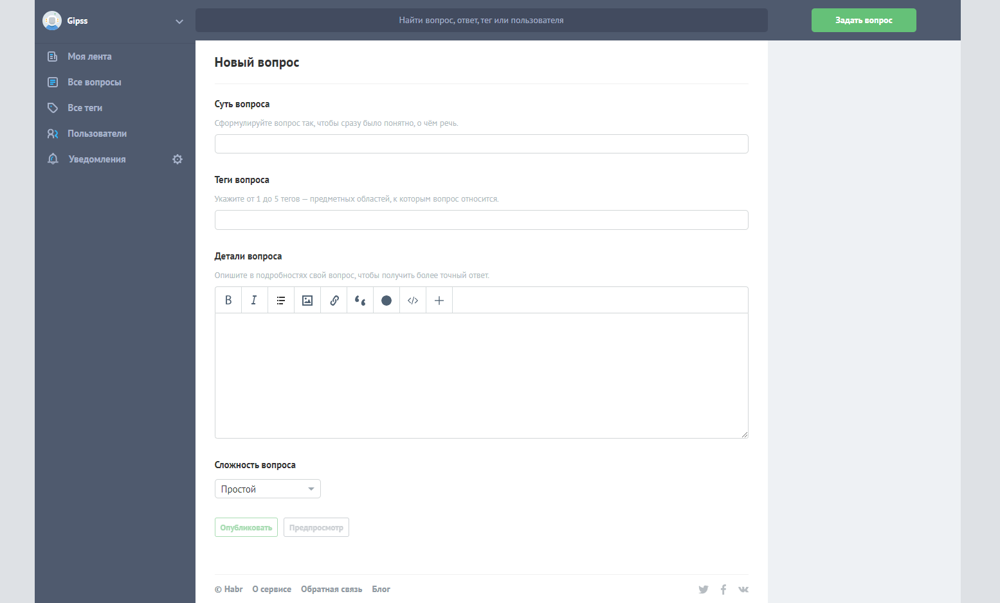 Gipss
Найти вопрос, ответ, тег или пользователя
Задать вопрос
Моя лента
Все вопросы
Все теги
Пользователи
Уведомления
Новый вопрос
Суть вопроса
Сформулируйте вопрос так, чтобы сразу было понятно, о чём речь.
Теги вопроса
Укажите от 1 до 5 тегов — предметных областей, к которым вопрос относится.
Детали вопроса
Опишите в подробностях свой вопрос, чтобы получить более точный ответ.
B I </> +
Сложность вопроса
Простой
Опубликовать Предпросмотр
© Habr О сервисе Обратная связь Блог